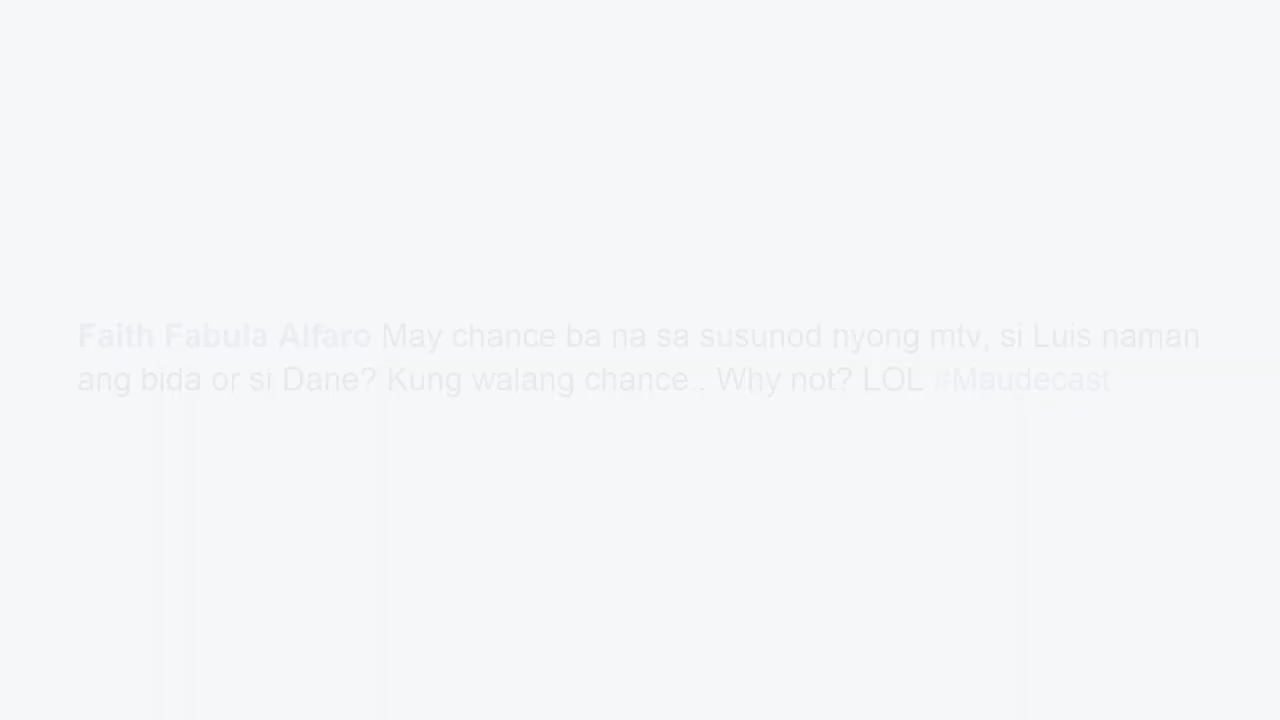 Faith Fabula Alfaro May chance ba na sa susunod nyong mtv, si Luis naman
ang bida or si Dane? Kung walang chance.. Why not? LOL #Maudecast